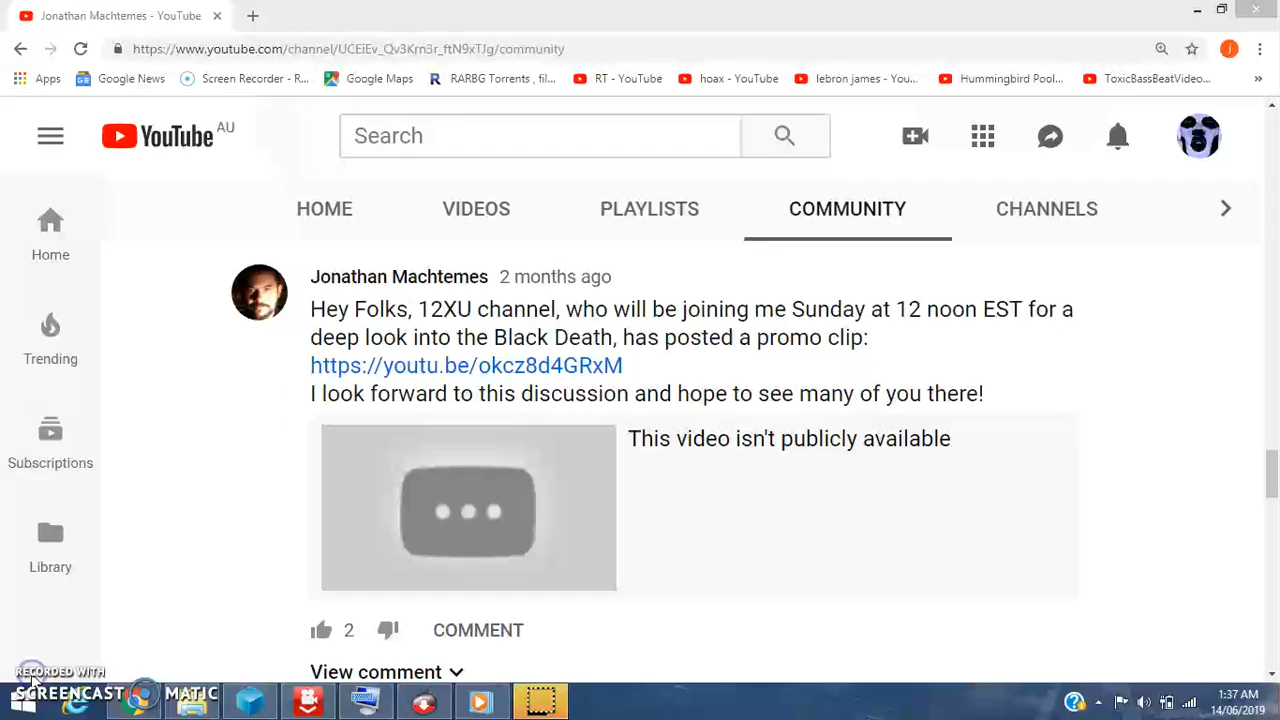 Jonathan Machtemes - YouTube
https://www.youtube.com/channel/UCEiEv_Qv3Krn3r_ftN9xTJg/community
Apps Google News Screen Recorder - R... Google Maps RARBG Torrents , fil... RT - YouTube hoax - YouTube lebron james - You... Hummingbird Pool... ToxicBassBeatVideo... »
YouTube AU
Search
HOME VIDEOS PLAYLISTS COMMUNITY CHANNELS
Home
Trending
Subscriptions
Library
Jonathan Machtemes 2 months ago
Hey Folks, 12XU channel, who will be joining me Sunday at 12 noon EST for a
deep look into the Black Death, has posted a promo clip:
https://youtu.be/okcz8d4GRxM
I look forward to this discussion and hope to see many of you there!
This video isn't publicly available
2 COMMENT
View comment
RECORDED WITH
SCREENCAST MATIC
1:37 AM
14/06/2019